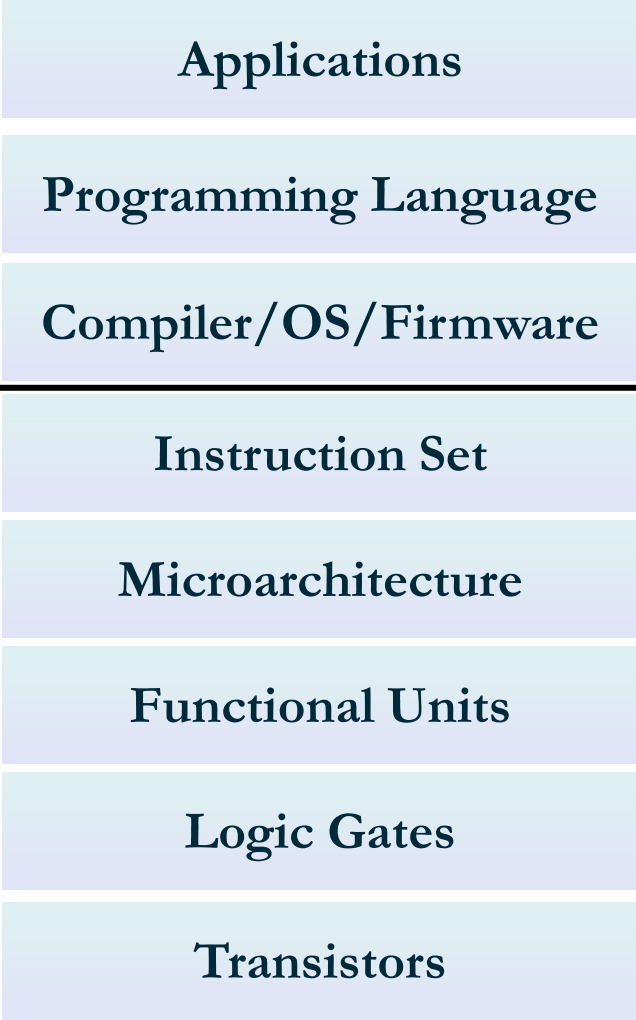 Applications
Programming Language
Compiler/OS/Firmware
Instruction Set
Microarchitecture
Functional Units
Logic Gates
Transistors